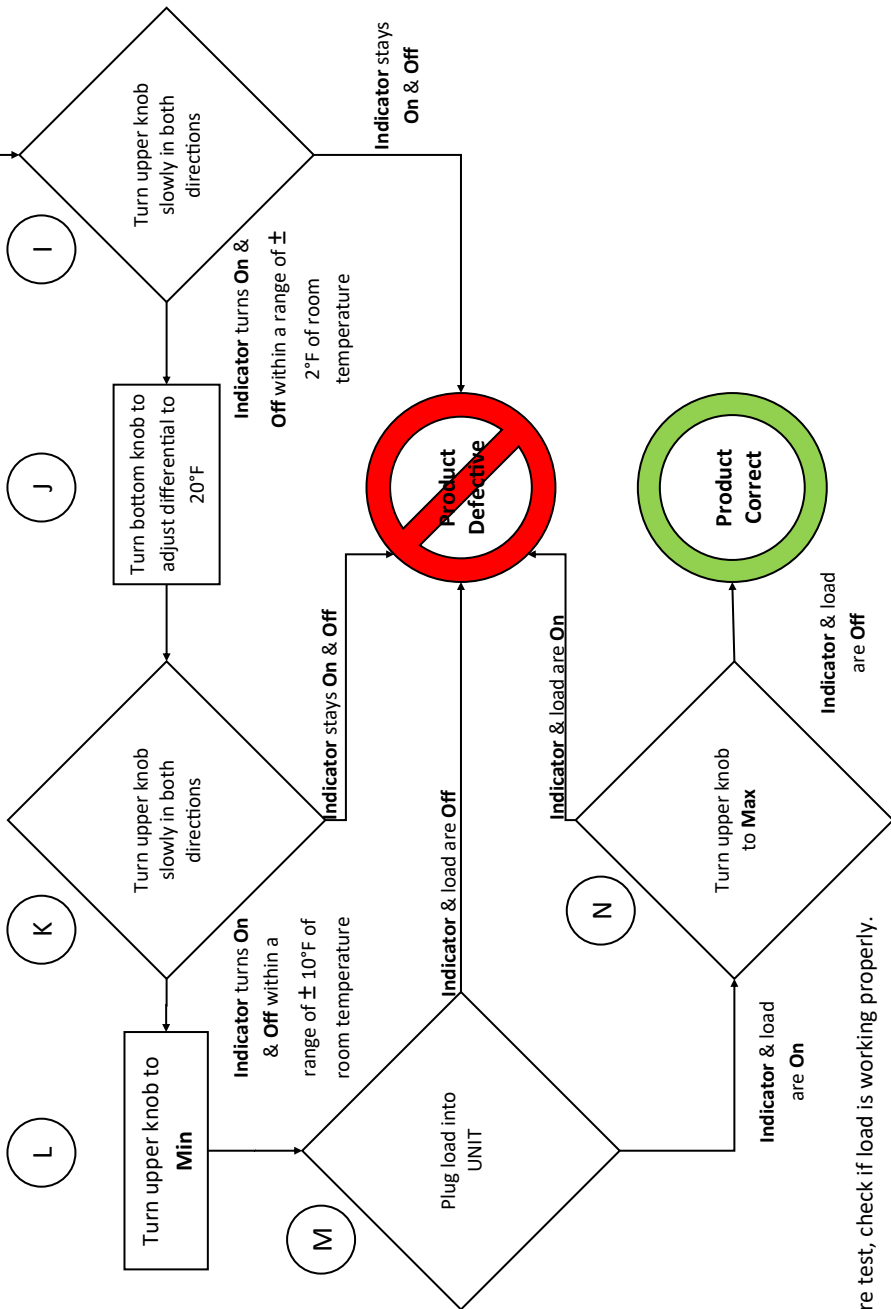 I
Turn upper knob
slowly in both
directions
Indicator stays
On & Off
Indicator turns On &
Off within a range of ±
2°F of room
temperature
J
Turn bottom knob to
adjust differential to
20°F
K
Turn upper knob
slowly in both
directions
Indicator stays On & Off
Indicator turns On
& Off within a
range of ± 10°F of
room temperature
L
Turn upper knob to
Min
M
Plug load into
UNIT
Indicator & load are Off
Indicator & load
are On
N
Turn upper knob
to Max
Indicator & load are On
Indicator & load
are Off
Product
Defective
Product
Correct
re test, check if load is working properly.